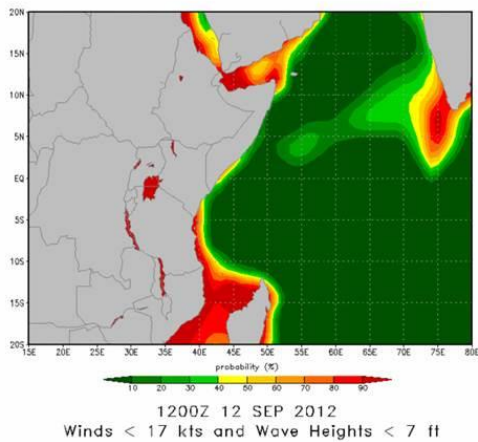 20N
15N
10N
5N
EQ
5S
10S
15S
20S
15E 20E 25E 30E 35E 40E 45E 50E 55E 60E 65E 70E 75E 80E
probability (%)
10 20 30 40 50 60 70 80 90
1200Z 12 SEP 2012
Winds < 17 kts and Wave Heights < 7 ft